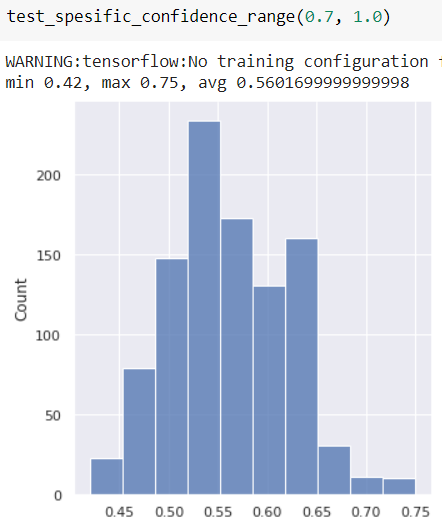 test_spesific_confidence_range(0.7, 1.0)
WARNING:tensorflow:No training configuration
min 0.42, max 0.75, avg 0.5601699999999998
200
150
Count
100
50
0
0.45 0.50 0.55 0.60 0.65 0.70 0.75